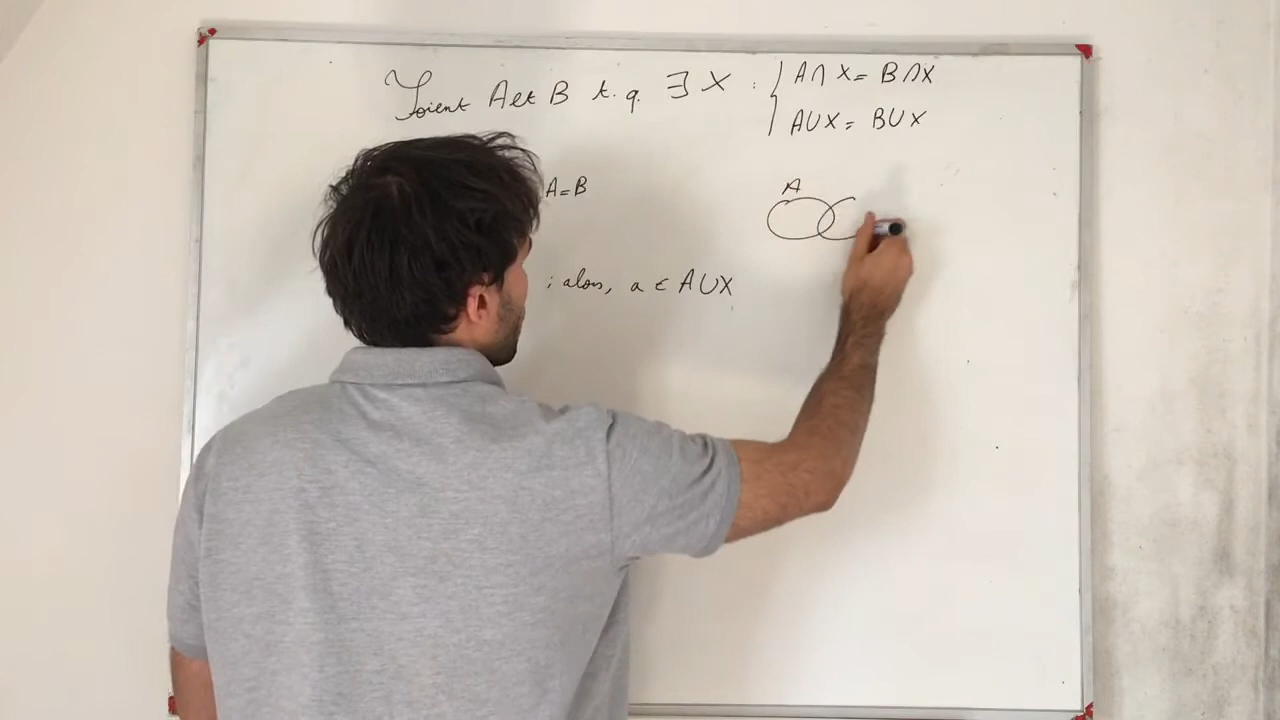 Soient A et B t.q. ∃ X : { A ∩ X = B ∩ X
A ∪ X = B ∪ X
A = B
A
; alors, a ∈ A ∪ X